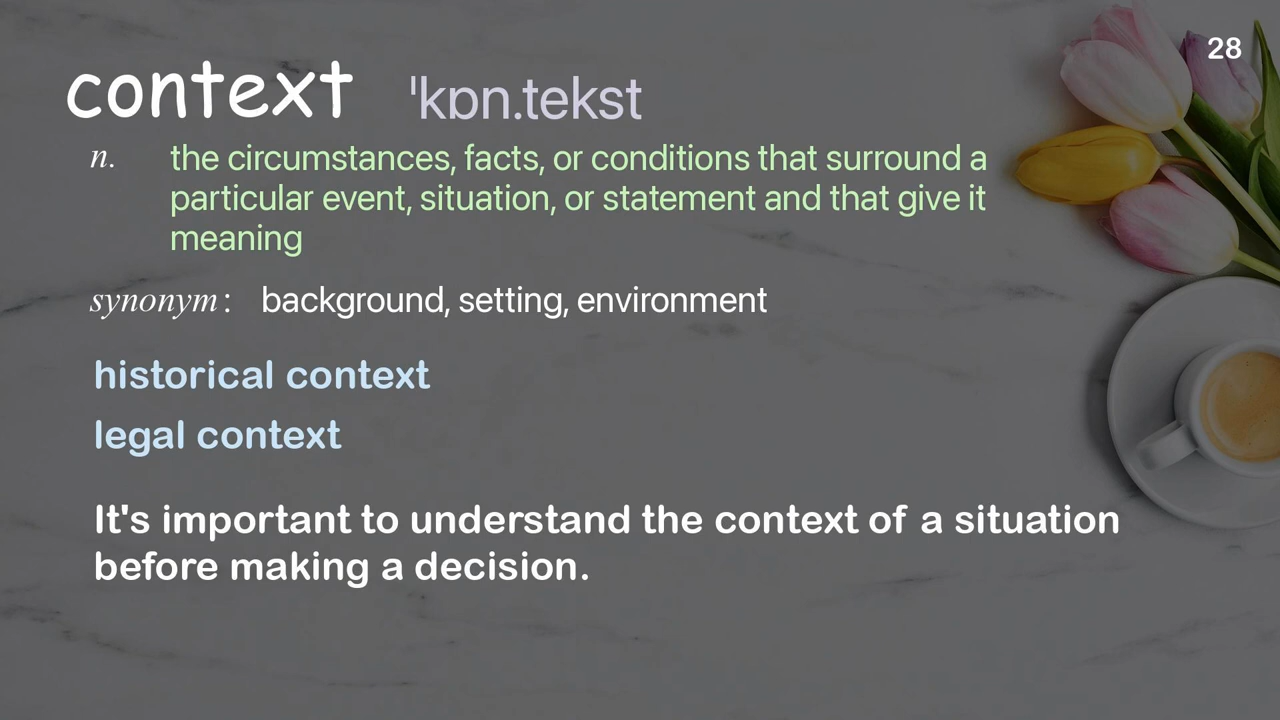 28
context ˈkɒn.tekst
n. the circumstances, facts, or conditions that surround a
particular event, situation, or statement and that give it
meaning
synonym: background, setting, environment
historical context
legal context
It's important to understand the context of a situation
before making a decision.